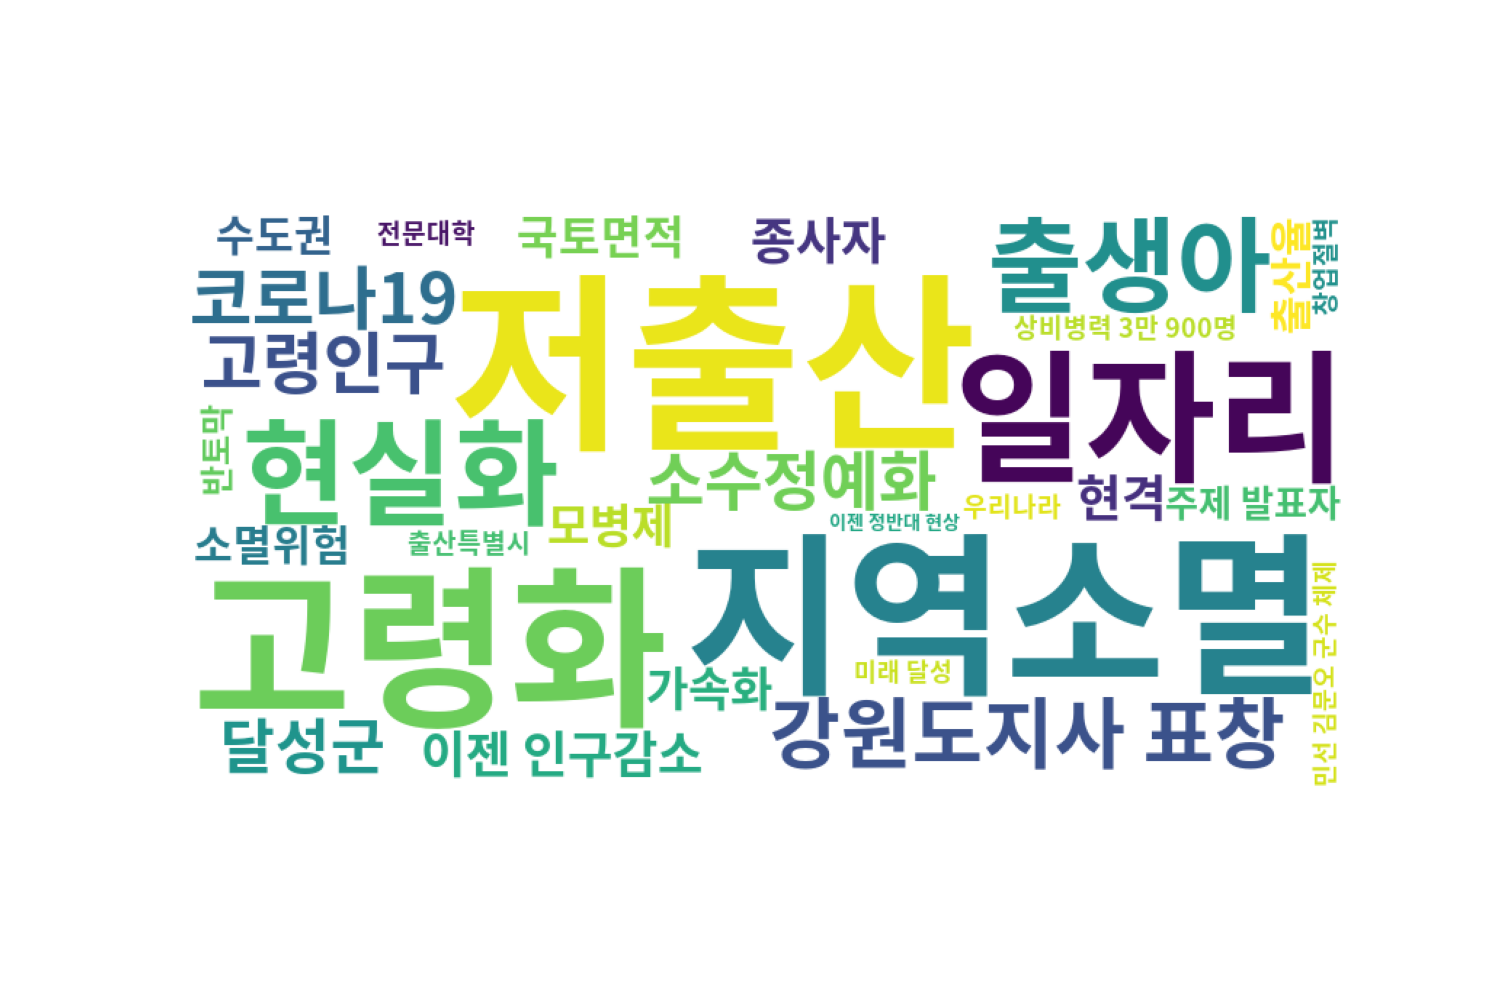 수도권
전문대학
국토면적
종사자
출생아
출산율
창업절벽
코로나19
저출산
상비병력 3만 900명
고령인구
일자리
반토막
현실화
소수정예화
현격
주제 발표자
우리나라
모병제
이젠 정반대 현상
소멸위험
출산특별시
고령화
지역소멸
민선 김문오 군수 체제
가속화
미래 달성
강원도지사 표창
달성군
이젠 인구감소